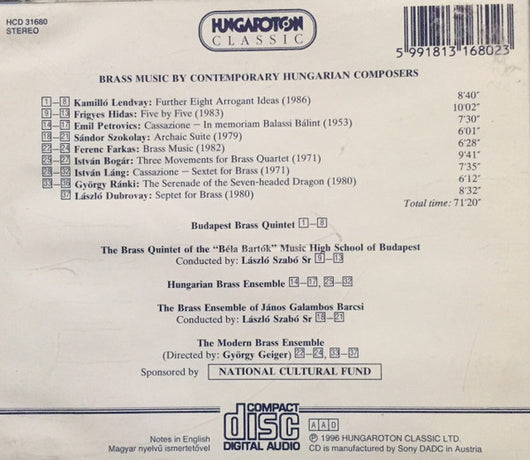 HCD 31680
STEREO
HUNGAROTON
CLASSIC
5 991813 168023
BRASS MUSIC BY CONTEMPORARY HUNGARIAN COMPOSERS
1–8 Kamilló Lendvay: Further Eight Arrogant Ideas (1986) 8'40"
9–13 Frigyes Hidas: Five by Five (1983) 10'02"
14–17 Emil Petrovics: Cassazione – In memoriam Balassi Bálint (1953) 7'30"
18–21 Sándor Szokolay: Archaic Suite (1979) 6'01"
22–24 Ferenc Farkas: Brass Music (1982) 6'28"
25–27 István Bogár: Three Movements for Brass Quartet (1971) 9'41"
28–32 István Láng: Cassazione – Sextet for Brass (1971) 7'35"
33–36 György Ránki: The Serenade of the Seven-headed Dragon (1980) 6'12"
37 László Dubrovay: Septet for Brass (1980) 8'32"
Total time: 71'20"
Budapest Brass Quintet 1–8
The Brass Quintet of the "Béla Bartók" Music High School of Budapest
Conducted by: László Szabó Sr 9–13
Hungarian Brass Ensemble 14–17, 25–32
The Brass Ensemble of János Galambos Barcsi
Conducted by: László Szabó Sr 18–21
The Modern Brass Ensemble
(Directed by: György Geiger) 22–24, 33–37
Sponsored by NATIONAL CULTURAL FUND
Notes in English
Magyar nyelvű ismertetővel
COMPACT
disc
DIGITAL AUDIO
AAD
℗ 1996 HUNGAROTON CLASSIC LTD.
CD is manufactured by Sony DADC in Austria